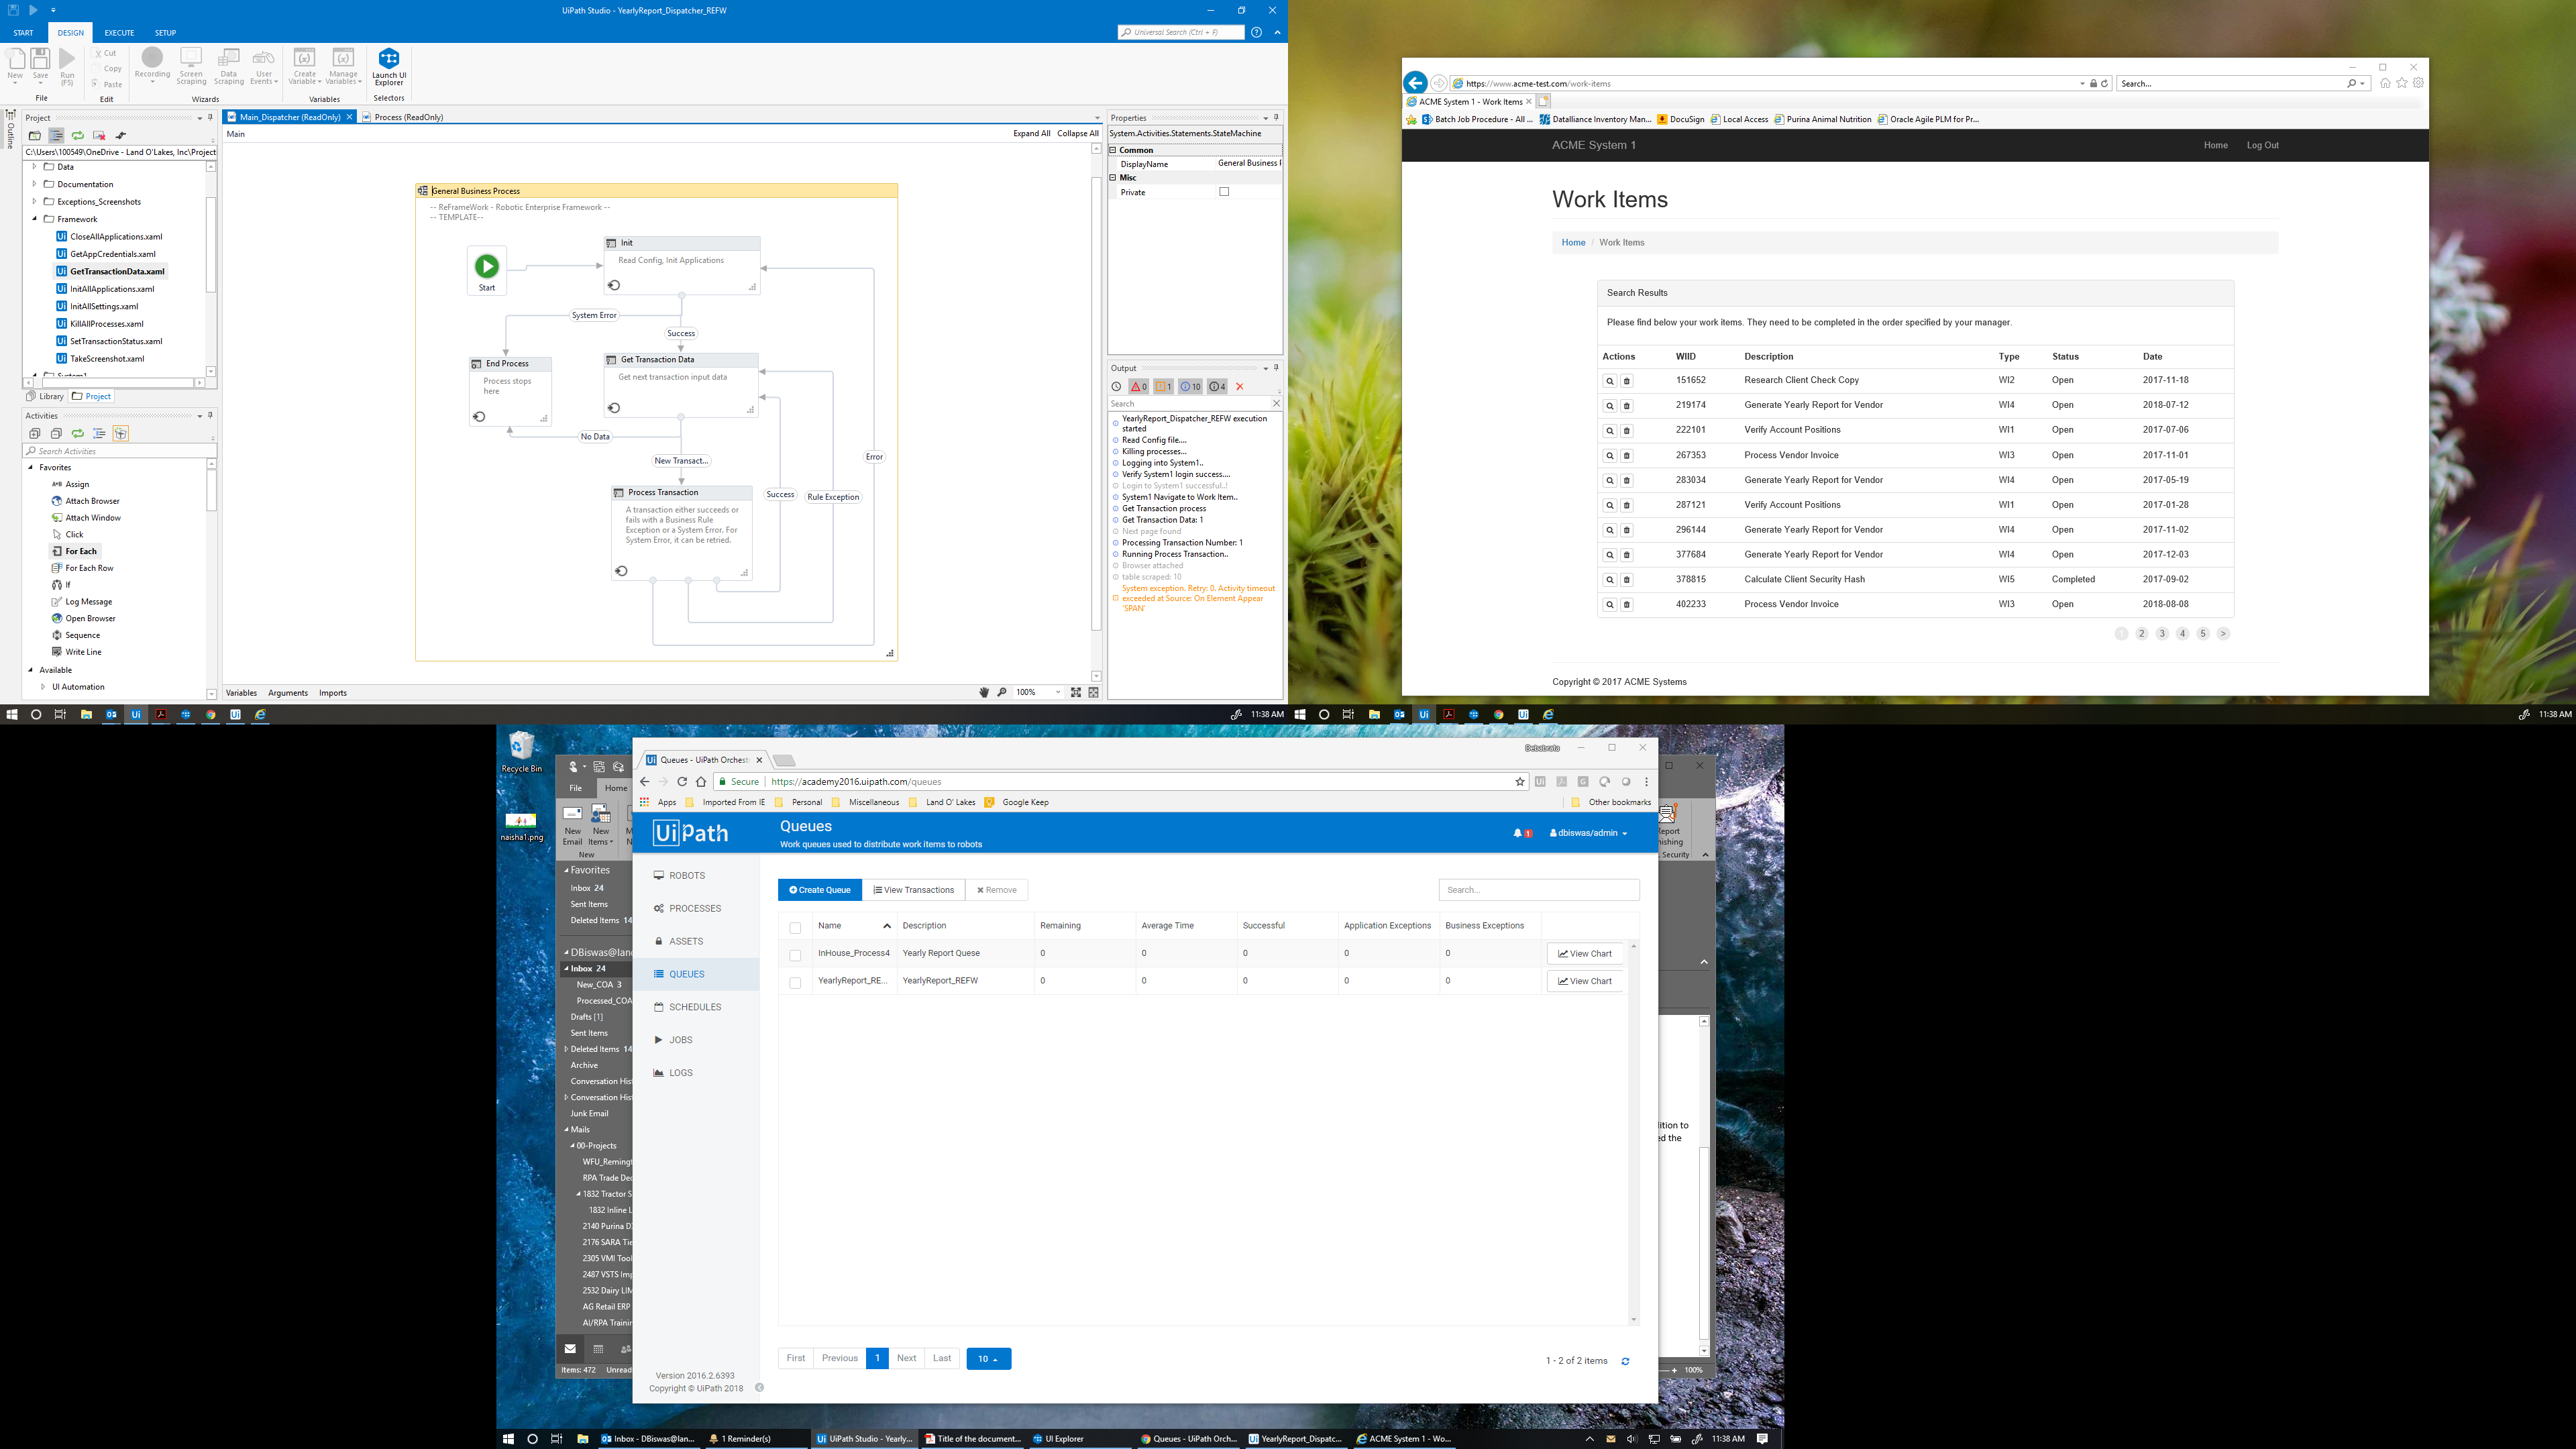 UiPath Studio - YearlyReport_Dispatcher_REFW
START DESIGN EXECUTE SETUP
Universal Search (Ctrl + F)
New Save Run (F5)
Cut
Copy
Paste
Recording Screen Scraping Data Scraping User Events Create Variable Manage Variables Launch UI Explorer
File Edit Wizards Variables Selectors
Outline
Project
C:\Users\100549\OneDrive - Land O'Lakes, Inc\Project
Data
Documentation
Exceptions_Screenshots
Framework
CloseAllApplications.xaml
GetAppCredentials.xaml
GetTransactionData.xaml
InitAllApplications.xaml
InitAllSettings.xaml
KillAllProcesses.xaml
SetTransactionStatus.xaml
TakeScreenshot.xaml
System1
Library Project
Activities
Search Activities
Favorites
Assign
Attach Browser
Attach Window
Click
For Each
For Each Row
If
Log Message
Open Browser
Sequence
Write Line
Available
UI Automation
Main_Dispatcher (ReadOnly) Process (ReadOnly)
Main Expand All Collapse All
General Business Process
-- ReFrameWork - Robotic Enterprise Framework --
-- TEMPLATE--
Start
Init
Read Config, Init Applications
System Error
Success
End Process
Process stops here
Get Transaction Data
Get next transaction input data
No Data
New Transact...
Error
Success
Rule Exception
Process Transaction
A transaction either succeeds or
fails with a Business Rule
Exception or a System Error. For
System Error, it can be retried.
Variables Arguments Imports 100%
Properties
System.Activities.Statements.StateMachine
Common
DisplayName General Business P
Misc
Private
Output
0 1 10 4
Search
YearlyReport_Dispatcher_REFW execution
started
Read Config file....
Killing processes...
Logging into System1..
Verify System1 login success....
Login to System1 successful..!
System1 Navigate to Work Item..
Get Transaction process
Get Transaction Data: 1
Next page found
Processing Transaction Number: 1
Running Process Transaction..
Browser attached
table scraped: 10
System exception. Retry: 0. Activity timeout
exceeded at Source: On Element Appear
'SPAN'
11:38 AM
https://www.acme-test.com/work-items Search...
ACME System 1 - Work Items
Batch Job Procedure - All ... Datalliance Inventory Man... DocuSign Local Access Purina Animal Nutrition Oracle Agile PLM for Pr...
ACME System 1 Home Log Out
Work Items
Home / Work Items
Search Results
Please find below your work items. They need to be completed in the order specified by your manager.
Actions WIID Description Type Status Date
151652 Research Client Check Copy WI2 Open 2017-11-18
219174 Generate Yearly Report for Vendor WI4 Open 2018-07-12
222101 Verify Account Positions WI1 Open 2017-07-06
267353 Process Vendor Invoice WI3 Open 2017-11-01
283034 Generate Yearly Report for Vendor WI4 Open 2017-05-19
287121 Verify Account Positions WI1 Open 2017-01-28
296144 Generate Yearly Report for Vendor WI4 Open 2017-11-02
377684 Generate Yearly Report for Vendor WI4 Open 2017-12-03
378815 Calculate Client Security Hash WI5 Completed 2017-09-02
402233 Process Vendor Invoice WI3 Open 2018-08-08
1 2 3 4 5 >
Copyright © 2017 ACME Systems
11:38 AM
Recycle Bin
naisha1.png
File Home
New Email New Items
New
Favorites
Inbox 24
Sent Items
Deleted Items 14
DBiswas@lan
Inbox 24
New_COA 3
Processed_COA
Drafts [1]
Sent Items
Deleted Items 14
Archive
Conversation His
Conversation His
Junk Email
Mails
00-Projects
WFU_Remingt
RPA Trade Dec
1832 Tractor S
1832 Inline L
2140 Purina D
2176 SARA Tie
2305 VMI Tool
2487 VSTS Imp
2532 Dairy LIM
AG Retail ERP
AI/RPA Trainin
Items: 472 Unread
Debabrata
Queues - UiPath Orchest
Secure https://academy2016.uipath.com/queues
Apps Imported From IE Personal Miscellaneous Land O' Lakes Google Keep Other bookmarks
UiPath Queues
Work queues used to distribute work items to robots
1 dbiswas/admin
ROBOTS
PROCESSES
ASSETS
QUEUES
SCHEDULES
JOBS
LOGS
Create Queue View Transactions Remove Search...
Name Description Remaining Average Time Successful Application Exceptions Business Exceptions
InHouse_Process4 Yearly Report Quese 0 0 0 0 0 View Chart
YearlyReport_RE... YearlyReport_REFW 0 0 0 0 0 View Chart
First Previous 1 Next Last 10
1 - 2 of 2 items
Version 2016.2.6393
Copyright © UiPath 2018
Report
Security
dition to
ed the
100%
Inbox - DBiswas@lan... 1 Reminder(s) UiPath Studio - Yearly... Title of the document... UI Explorer Queues - UiPath Orch... YearlyReport_Dispatc... ACME System 1 - Wo... 11:38 AM